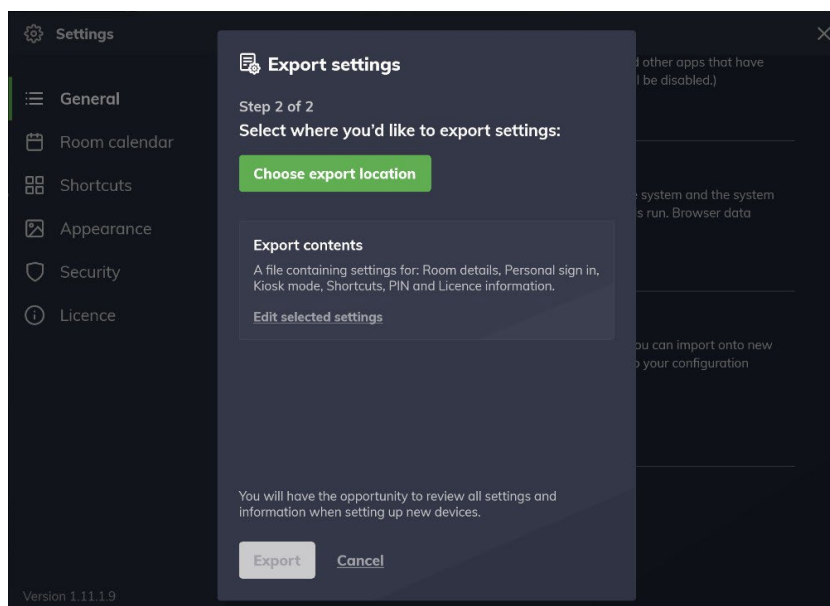 Settings
General
Room calendar
Shortcuts
Appearance
Security
Licence
Version 1.11.1.9
Export settings
Step 2 of 2
Select where you'd like to export settings:
Choose export location
Export contents
A file containing settings for: Room details, Personal sign in,
Kiosk mode, Shortcuts, PIN and Licence information.
Edit selected settings
You will have the opportunity to review all settings and
information when setting up new devices.
Export
Cancel
other apps that have
be disabled.)
system and the system
is run. Browser data
ou can import onto new
your configuration